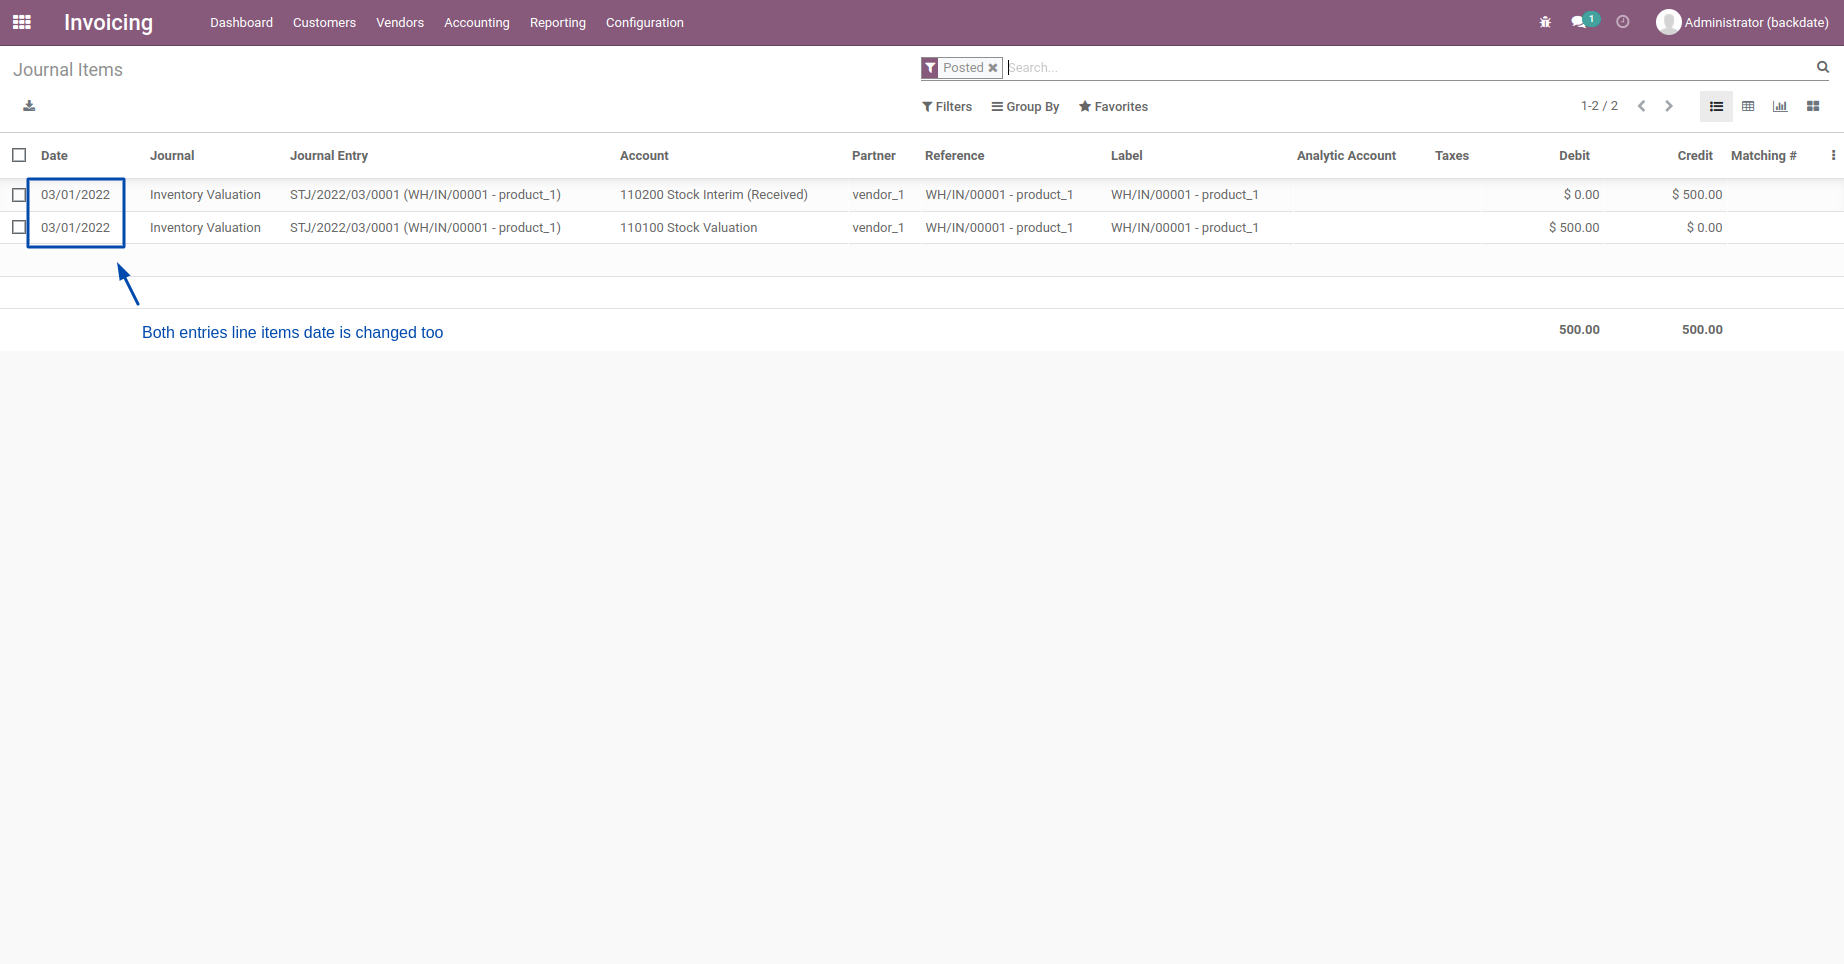 Invoicing Dashboard Customers Vendors Accounting Reporting Configuration 1 Administrator (backdate)
Journal Items Posted Search...
Filters Group By Favorites 1-2 / 2
Date Journal Journal Entry Account Partner Reference Label Analytic Account Taxes Debit Credit Matching #
03/01/2022 Inventory Valuation STJ/2022/03/0001 (WH/IN/00001 - product_1) 110200 Stock Interim (Received) vendor_1 WH/IN/00001 - product_1 WH/IN/00001 - product_1 $ 0.00 $ 500.00
03/01/2022 Inventory Valuation STJ/2022/03/0001 (WH/IN/00001 - product_1) 110100 Stock Valuation vendor_1 WH/IN/00001 - product_1 WH/IN/00001 - product_1 $ 500.00 $ 0.00
Both entries line items date is changed too
500.00 500.00